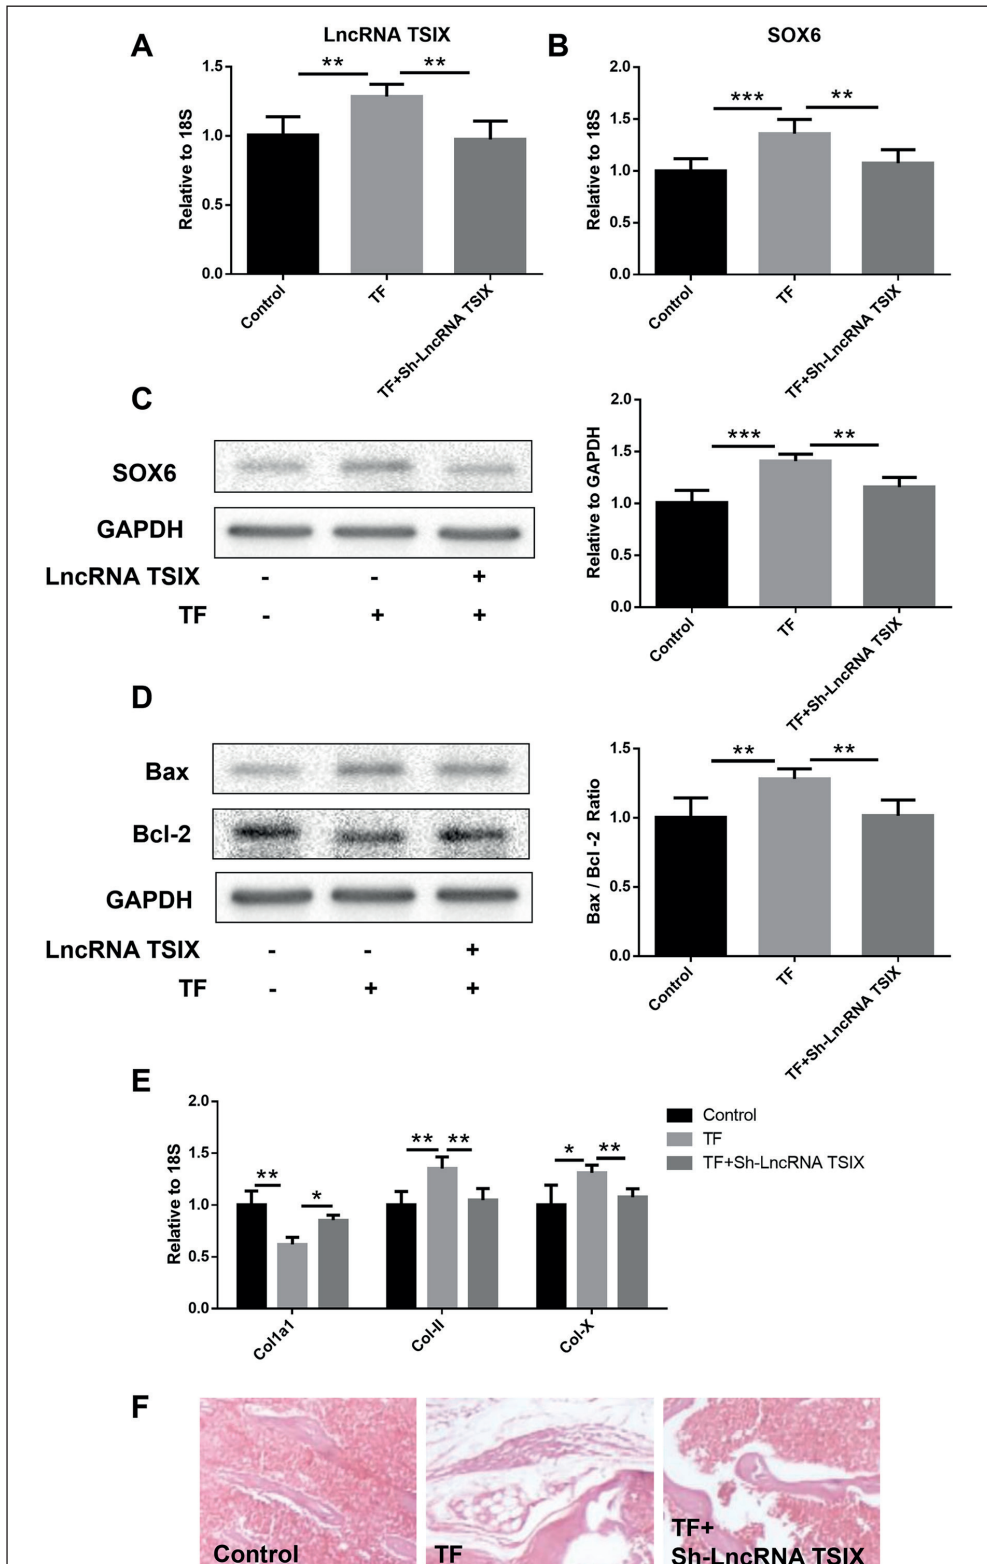 A
LncRNA TSIX
Relative to 18S
1.5
1.0
0.5
0.0
**
**
Control
TF
TF+Sh-LncRNA TSIX
B
SOX6
Relative to 18S
2.0
1.5
1.0
0.5
0.0
***
**
Control
TF
TF+Sh-LncRNA TSIX
C
SOX6
GAPDH
LncRNA TSIX - - +
TF - + +
Relative to GAPDH
2.0
1.5
1.0
0.5
0.0
***
**
Control
TF
TF+Sh-LncRNA TSIX
D
Bax
Bcl-2
GAPDH
LncRNA TSIX - - +
TF - + +
Bax / Bcl -2 Ratio
1.5
1.0
0.5
0.0
**
**
Control
TF
TF+Sh-LncRNA TSIX
E
Relative to 18S
2.0
1.5
1.0
0.5
0.0
**
*
**
**
*
**
Col1a1
Col-II
Col-X
Control
TF
TF+Sh-LncRNA TSIX
F
Control
TF
TF+
Sh-LncRNA TSIX